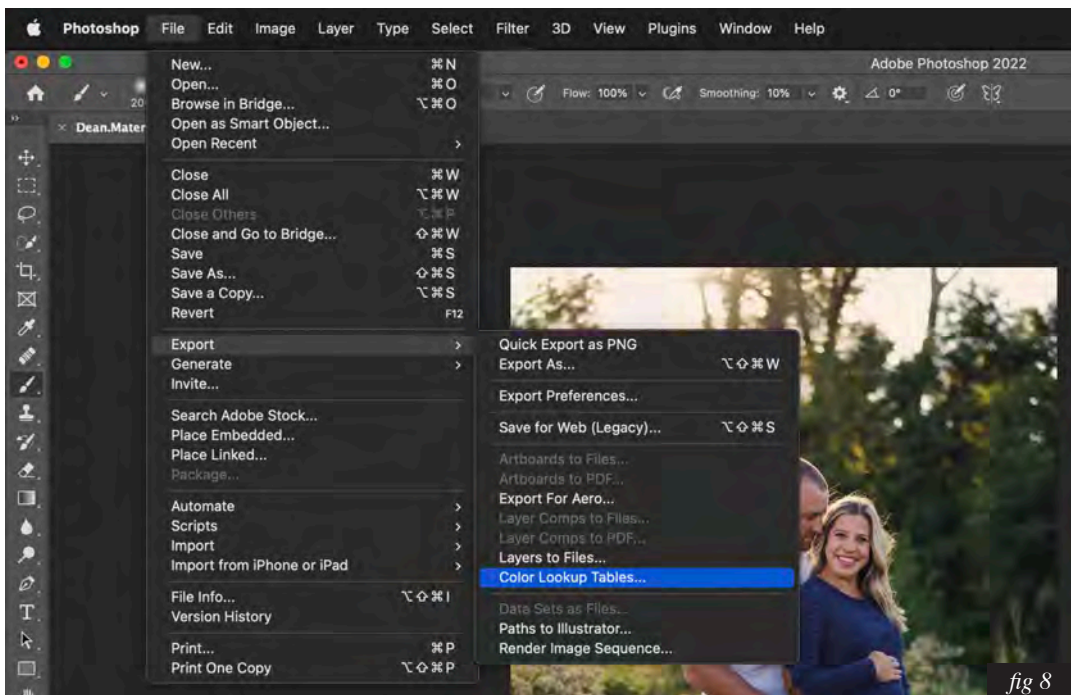 Photoshop File Edit Image Layer Type Select Filter 3D View Plugins Window Help
Adobe Photoshop 2022
20 Flow: 100% Smoothing: 10% 0°
× Dean.Mater
New... ⌘N
Open... ⌘O
Browse in Bridge... ⌥⌘O
Open as Smart Object...
Open Recent >
Close ⌘W
Close All ⌥⌘W
Close Others ⌥⌘P
Close and Go to Bridge... ⇧⌘W
Save ⌘S
Save As... ⇧⌘S
Save a Copy... ⌥⌘S
Revert F12
Export >
Generate >
Invite...
Search Adobe Stock...
Place Embedded...
Place Linked...
Package...
Automate >
Scripts >
Import >
Import from iPhone or iPad >
File Info... ⌥⇧⌘I
Version History
Print... ⌘P
Print One Copy ⌥⇧⌘P
Quick Export as PNG
Export As... ⌥⇧⌘W
Export Preferences...
Save for Web (Legacy)... ⌥⇧⌘S
Artboards to Files...
Artboards to PDF...
Export For Aero...
Layer Comps to Files...
Layer Comps to PDF...
Layers to Files...
Color Lookup Tables...
Data Sets as Files...
Paths to Illustrator...
Render Image Sequence...
T
fig 8